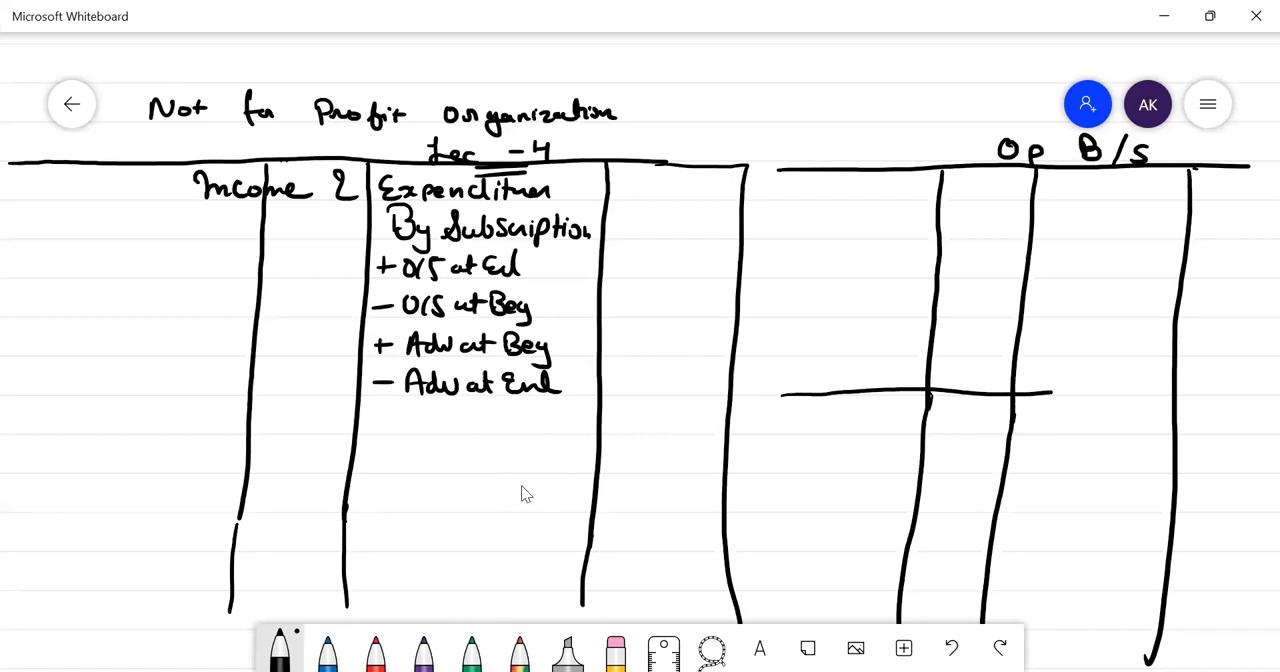 Microsoft Whiteboard
AK
Not for Profit Organization
Lec - 4
Income & Expenditure
By Subscription
+ O/S at End
- O/S at Beg
+ Adv at Beg
- Adv at End
Op B/s
A